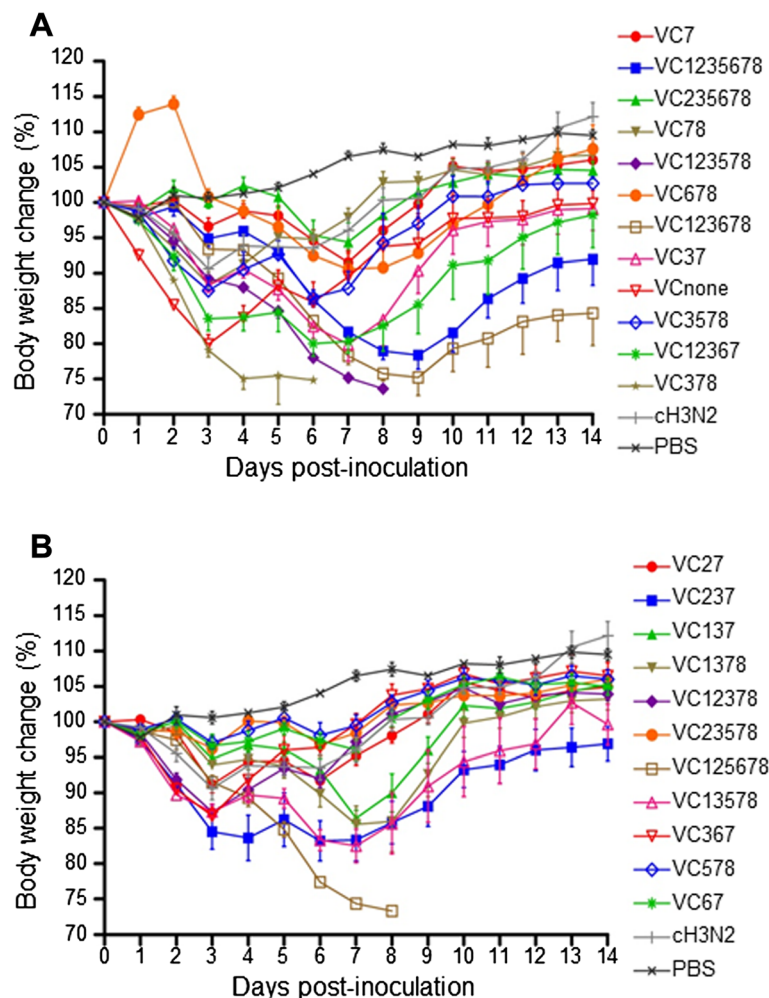 A
120
115
110
105
100
95
90
85
80
75
70
Body weight change (%)
0 1 2 3 4 5 6 7 8 9 10 11 12 13 14
Days post-inoculation
VC7
VC1235678
VC235678
VC78
VC123578
VC678
VC123678
VC37
VCnone
VC3578
VC12367
VC378
cH3N2
PBS
B
120
115
110
105
100
95
90
85
80
75
70
Body weight change (%)
0 1 2 3 4 5 6 7 8 9 10 11 12 13 14
Days post-inoculation
VC27
VC237
VC137
VC1378
VC12378
VC23578
VC125678
VC13578
VC367
VC578
VC67
cH3N2
PBS